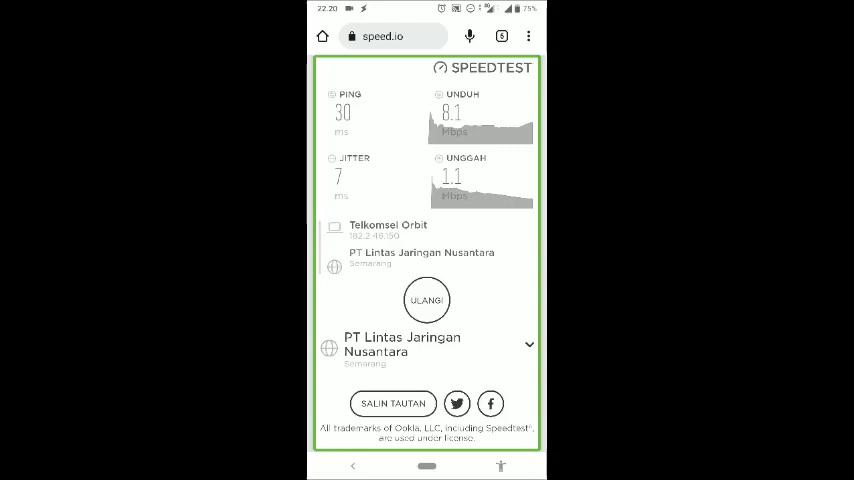 22.20 75%
speed.io 6
SPEEDTEST
PING UNDUH
30 8.1
ms Mbps
JITTER UNGGAH
7 1.1
ms Mbps
Telkomsel Orbit
182.2.46.150
PT Lintas Jaringan Nusantara
Semarang
ULANGI
PT Lintas Jaringan
Nusantara
Semarang
SALIN TAUTAN
All trademarks of Ookla, LLC, including Speedtest®,
are used under license.